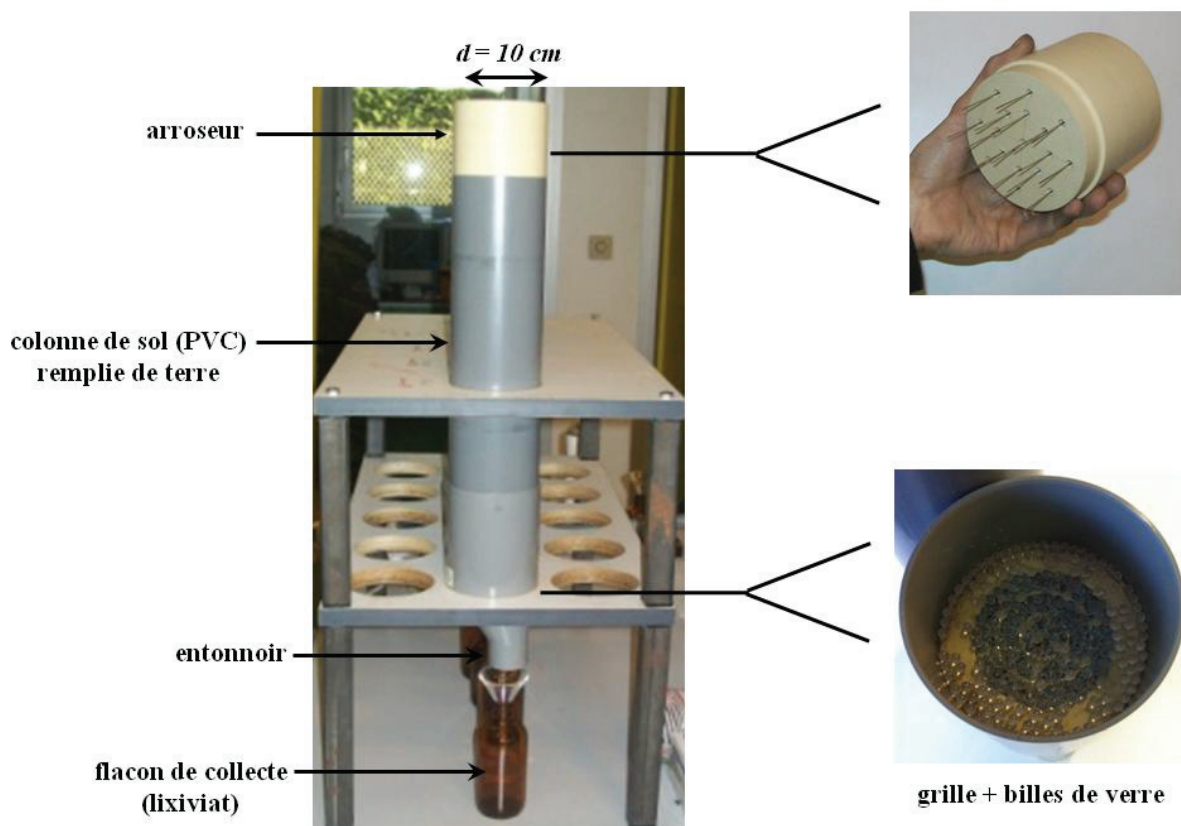 d = 10 cm
arroseur
colonne de sol (PVC)
remplie de terre
entonnoir
flacon de collecte
(lixiviat)
grille + billes de verre